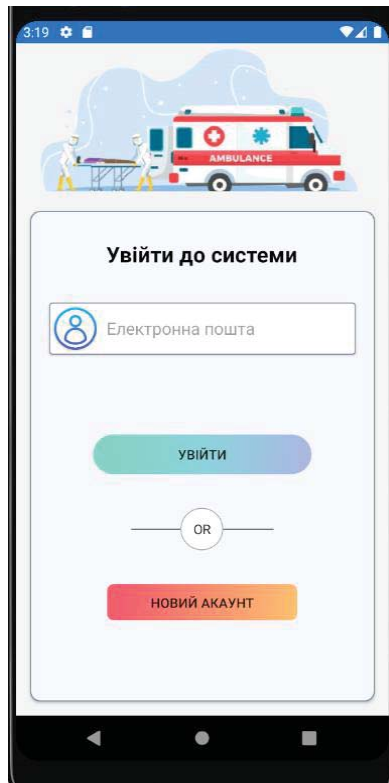 3:19
AMBULANCE
Увійти до системи
Електронна пошта
УВІЙТИ
OR
НОВИЙ АКАУНТ